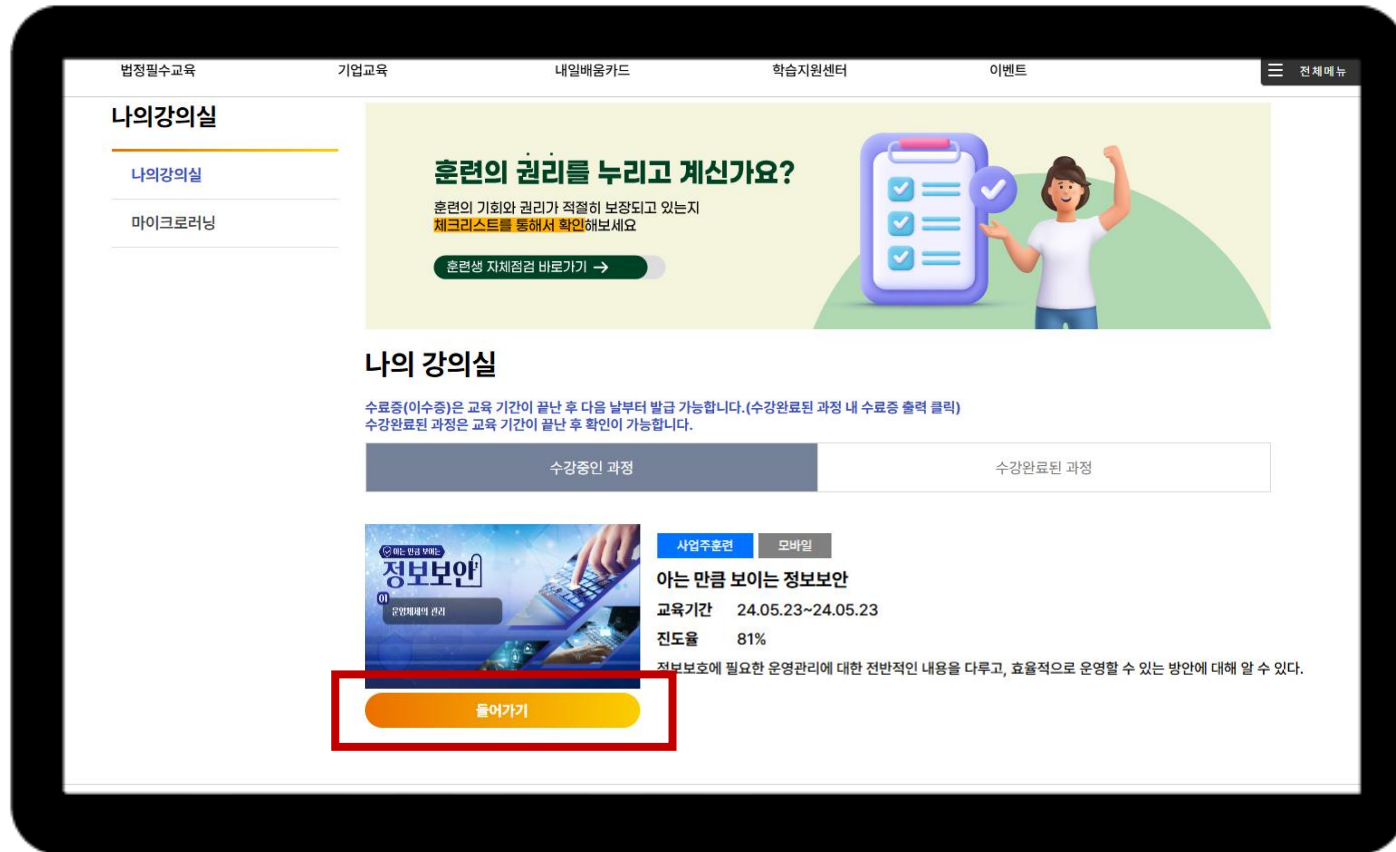 법정필수교육 기업교육 내일배움카드 학습지원센터 이벤트 전체메뉴
나의강의실
나의강의실
마이크로러닝
훈련의 권리를 누리고 계신가요?
훈련의 기회와 권리가 적절히 보장되고 있는지
체크리스트를 통해서 확인해보세요
훈련생 자체점검 바로가기 →
나의 강의실
수료증(이수증)은 교육 기간이 끝난 후 다음 날부터 발급 가능합니다.(수강완료된 과정 내 수료증 출력 클릭)
수강완료된 과정은 교육 기간이 끝난 후 확인이 가능합니다.
수강중인 과정 수강완료된 과정
아는 만큼 보이는
정보보안
01
운영체제의 관리
사업주훈련 모바일
아는 만큼 보이는 정보보안
교육기간 24.05.23~24.05.23
진도율 81%
정보보호에 필요한 운영관리에 대한 전반적인 내용을 다루고, 효율적으로 운영할 수 있는 방안에 대해 알 수 있다.
들어가기